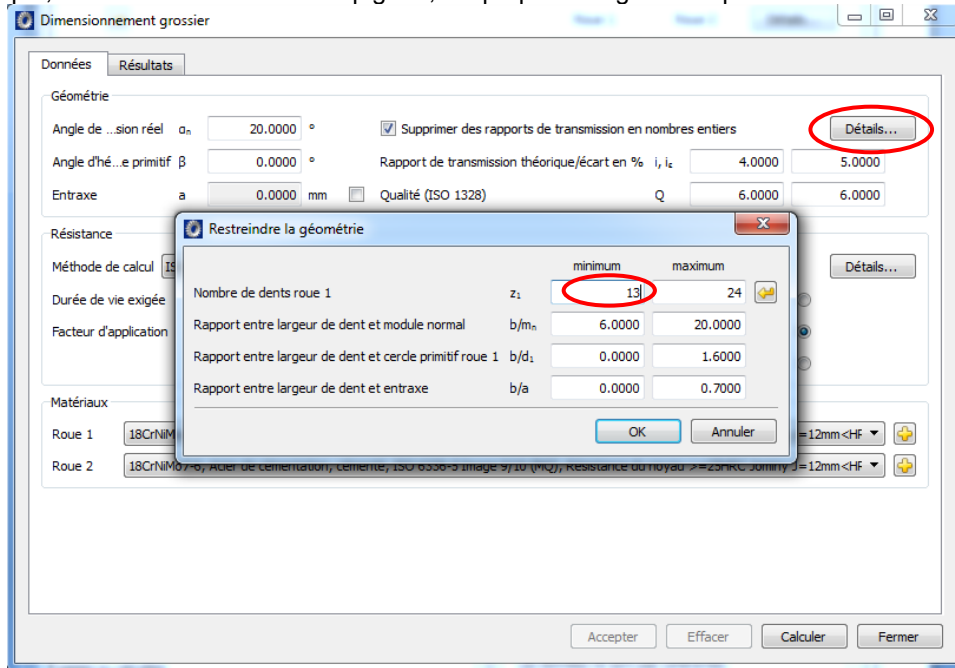 Dimensionnement grossier
Données Résultats
Géométrie
Angle de ...sion réel αₙ 20.0000 ° Supprimer des rapports de transmission en nombres entiers Détails...
Angle d'hé...e primitif β 0.0000 ° Rapport de transmission théorique/écart en % i, iε 4.0000 5.0000
Entraxe a 0.0000 mm Qualité (ISO 1328) Q 6.0000 6.0000
Résistance
Restreindre la géométrie
minimum maximum
Méthode de calcul Détails...
Nombre de dents roue 1 z₁ 13 24
Durée de vie exigée
Rapport entre largeur de dent et module normal b/mₙ 6.0000 20.0000
Facteur d'application
Rapport entre largeur de dent et cercle primitif roue 1 b/d₁ 0.0000 1.6000
Rapport entre largeur de dent et entraxe b/a 0.0000 0.7000
Matériaux
OK Annuler
Roue 1 18CrNiM =12mm<HF
Roue 2 18CrNiMo7-6, Acier de cémentation, cémenté, ISO 6336-5 Image 9/10 (MQ), Résistance du noyau >=25HRC Jominy J=12mm<HF
Accepter Effacer Calculer Fermer